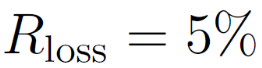 R_loss = 5%